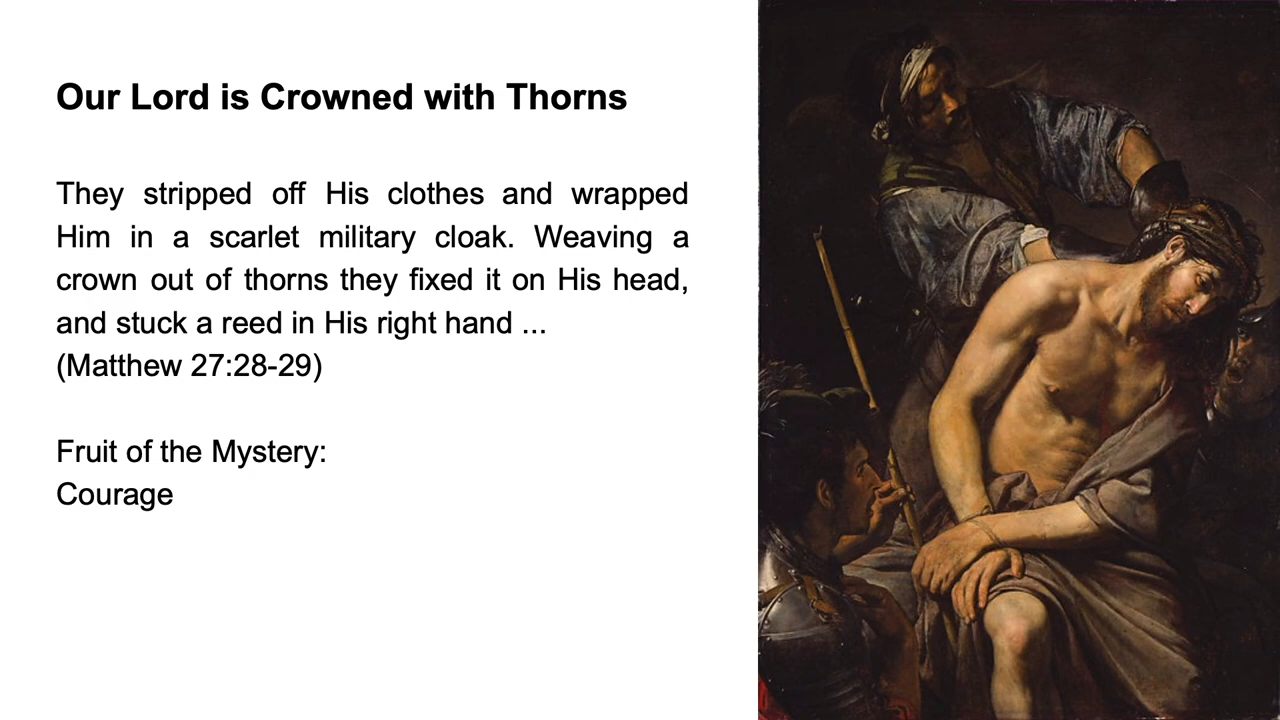 Our Lord is Crowned with Thorns
They stripped off His clothes and wrapped
Him in a scarlet military cloak. Weaving a
crown out of thorns they fixed it on His head,
and stuck a reed in His right hand ...
(Matthew 27:28-29)
Fruit of the Mystery:
Courage